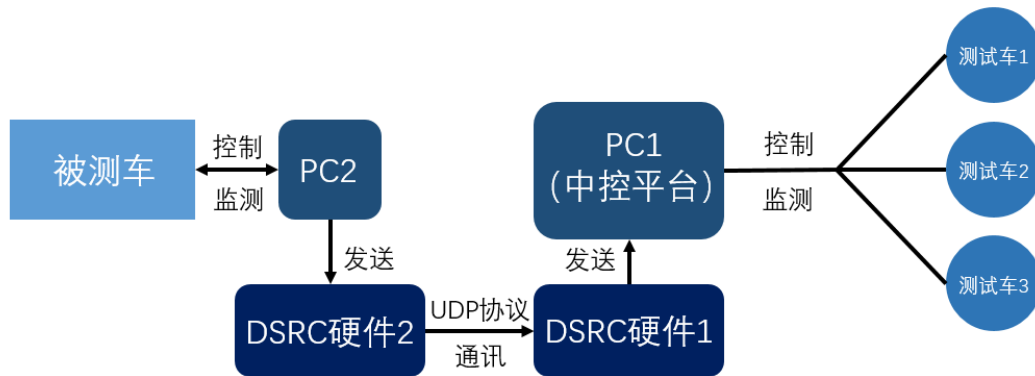 被测车
控制
监测
PC2
发送
DSRC硬件2
UDP协议
通讯
DSRC硬件1
发送
PC1
（中控平台）
控制
监测
测试车1
测试车2
测试车3